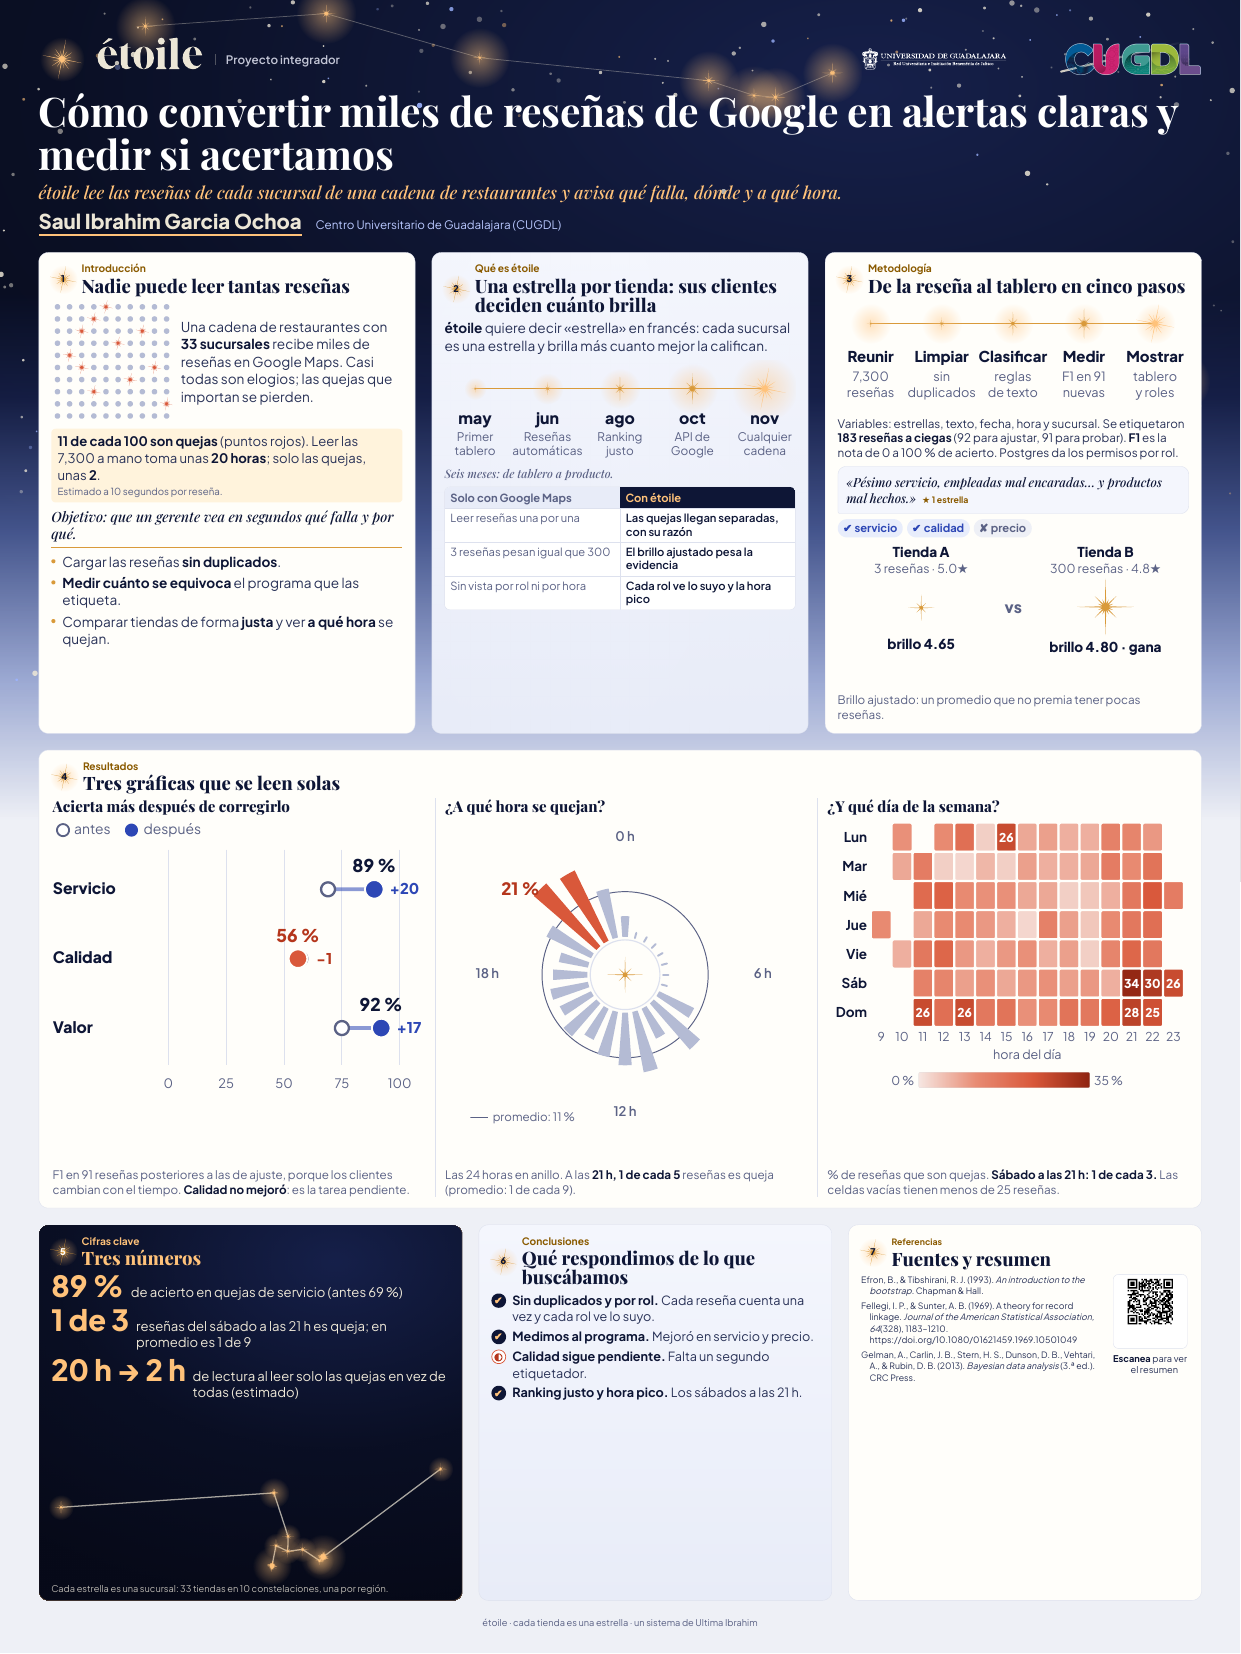 étoile
Proyecto integrador
UNIVERSIDAD DE GUADALAJARA
Red Universitaria e Institución Benemérita de Jalisco
CUGDL
Cómo convertir miles de reseñas de Google en alertas claras y
medir si acertamos
étoile lee las reseñas de cada sucursal de una cadena de restaurantes y avisa qué falla, dónde y a qué hora.
Saul Ibrahim Garcia Ochoa
Centro Universitario de Guadalajara (CUGDL)
1
Introducción
Nadie puede leer tantas reseñas
Una cadena de restaurantes con
33 sucursales recibe miles de
reseñas en Google Maps. Casi
todas son elogios; las quejas que
importan se pierden.
11 de cada 100 son quejas (puntos rojos). Leer las
7,300 a mano toma unas 20 horas; solo las quejas,
unas 2.
Estimado a 10 segundos por reseña.
Objetivo: que un gerente vea en segundos qué falla y por
qué.
• Cargar las reseñas sin duplicados.
• Medir cuánto se equivoca el programa que las
etiqueta.
• Comparar tiendas de forma justa y ver a qué hora se
quejan.
2
Qué es étoile
Una estrella por tienda: sus clientes
deciden cuánto brilla
étoile quiere decir «estrella» en francés: cada sucursal
es una estrella y brilla más cuanto mejor la califican.
may jun ago oct nov
Primer Reseñas Ranking API de Cualquier
tablero automáticas justo Google cadena
Seis meses: de tablero a producto.
Solo con Google Maps Con étoile
Leer reseñas una por una Las quejas llegan separadas,
con su razón
3 reseñas pesan igual que 300 El brillo ajustado pesa la
evidencia
Sin vista por rol ni por hora Cada rol ve lo suyo y la hora
pico
3
Metodología
De la reseña al tablero en cinco pasos
Reunir Limpiar Clasificar Medir Mostrar
7,300 sin reglas F1 en 91 tablero
reseñas duplicados de texto nuevas y roles
Variables: estrellas, texto, fecha, hora y sucursal. Se etiquetaron
183 reseñas a ciegas (92 para ajustar, 91 para probar). F1 es la
nota de 0 a 100 % de acierto. Postgres da los permisos por rol.
«Pésimo servicio, empleadas mal encaradas... y productos
mal hechos.» ★ 1 estrella
✔ servicio ✔ calidad ✘ precio
Tienda A Tienda B
3 reseñas · 5.0★ 300 reseñas · 4.8★
vs
brillo 4.65 brillo 4.80 · gana
Brillo ajustado: un promedio que no premia tener pocas
reseñas.
4
Resultados
Tres gráficas que se leen solas
Acierta más después de corregirlo
antes después
89 %
Servicio +20
56 %
Calidad -1
92 %
Valor +17
0 25 50 75 100
F1 en 91 reseñas posteriores a las de ajuste, porque los clientes
cambian con el tiempo. Calidad no mejoró: es la tarea pendiente.
¿A qué hora se quejan?
0 h
21 %
18 h 6 h
12 h
promedio: 11 %
Las 24 horas en anillo. A las 21 h, 1 de cada 5 reseñas es queja
(promedio: 1 de cada 9).
¿Y qué día de la semana?
Lun 26
Mar
Mié
Jue
Vie
Sáb 34 30 26
Dom 26 26 28 25
9 10 11 12 13 14 15 16 17 18 19 20 21 22 23
hora del día
0 % 35 %
% de reseñas que son quejas. Sábado a las 21 h: 1 de cada 3. Las
celdas vacías tienen menos de 25 reseñas.
5
Cifras clave
Tres números
89 % de acierto en quejas de servicio (antes 69 %)
1 de 3 reseñas del sábado a las 21 h es queja; en
promedio es 1 de 9
20 h → 2 h de lectura al leer solo las quejas en vez de
todas (estimado)
Cada estrella es una sucursal: 33 tiendas en 10 constelaciones, una por región.
6
Conclusiones
Qué respondimos de lo que
buscábamos
✔ Sin duplicados y por rol. Cada reseña cuenta una
vez y cada rol ve lo suyo.
✔ Medimos al programa. Mejoró en servicio y precio.
◐ Calidad sigue pendiente. Falta un segundo
etiquetador.
✔ Ranking justo y hora pico. Los sábados a las 21 h.
7
Referencias
Fuentes y resumen
Efron, B., & Tibshirani, R. J. (1993). An introduction to the
bootstrap. Chapman & Hall.
Fellegi, I. P., & Sunter, A. B. (1969). A theory for record
linkage. Journal of the American Statistical Association,
64(328), 1183–1210.
https://doi.org/10.1080/01621459.1969.10501049
Gelman, A., Carlin, J. B., Stern, H. S., Dunson, D. B., Vehtari,
A., & Rubin, D. B. (2013). Bayesian data analysis (3.ª ed.).
CRC Press.
Escanea para ver
el resumen
étoile · cada tienda es una estrella · un sistema de Ultima Ibrahim